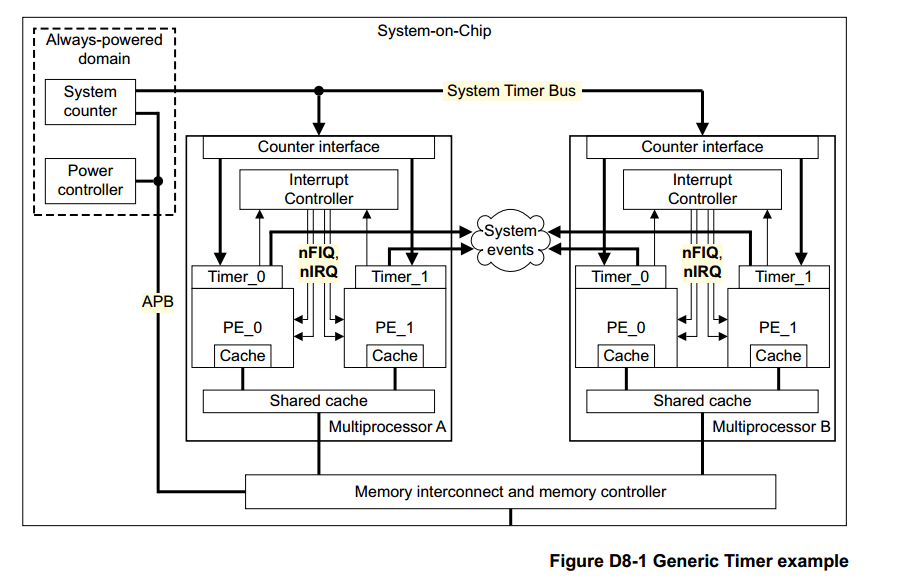 System-on-Chip
Always-powered
domain
System
counter
Power
controller
System Timer Bus
APB
Counter interface
Interrupt
Controller
nFIQ,
nIRQ
Timer_0
Timer_1
PE_0
PE_1
Cache
Cache
Shared cache
Multiprocessor A
System
events
Counter interface
Interrupt
Controller
nFIQ,
nIRQ
Timer_0
Timer_1
PE_0
PE_1
Cache
Cache
Shared cache
Multiprocessor B
Memory interconnect and memory controller
Figure D8-1 Generic Timer example